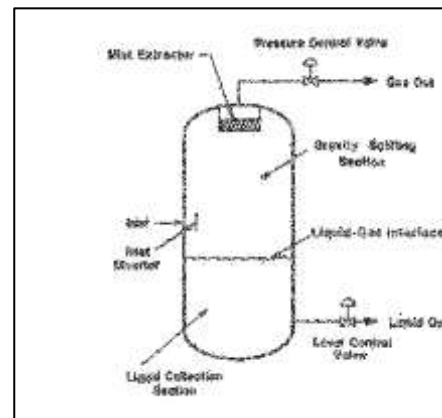 Pressure Control Valve
Mist Extractor
Gas Out
Gravity Settling
Section
Inlet
Liquid-Gas Interface
Inlet
Diverter
Liquid Out
Level Control
Valve
Liquid Collection
Section